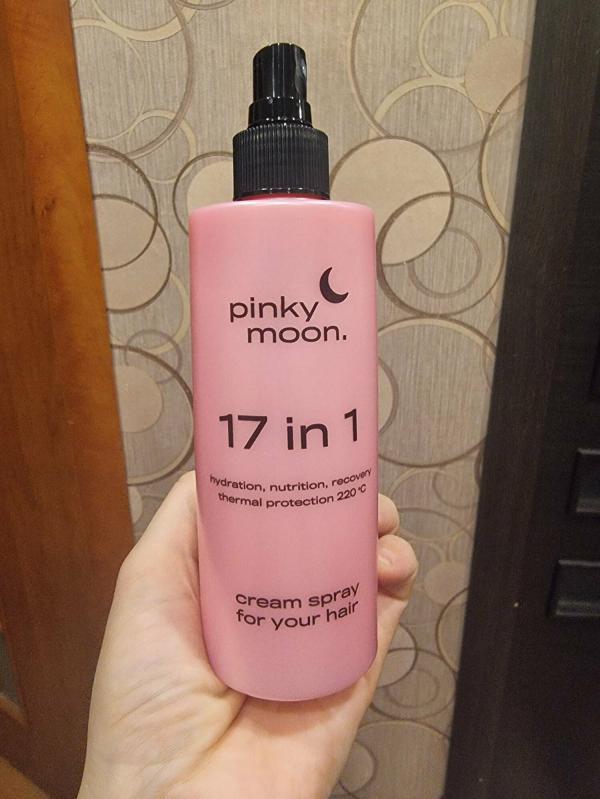 pinky
moon.
17 in 1
hydration, nutrition, recovery
thermal protection 220 °C
cream spray
for your hair